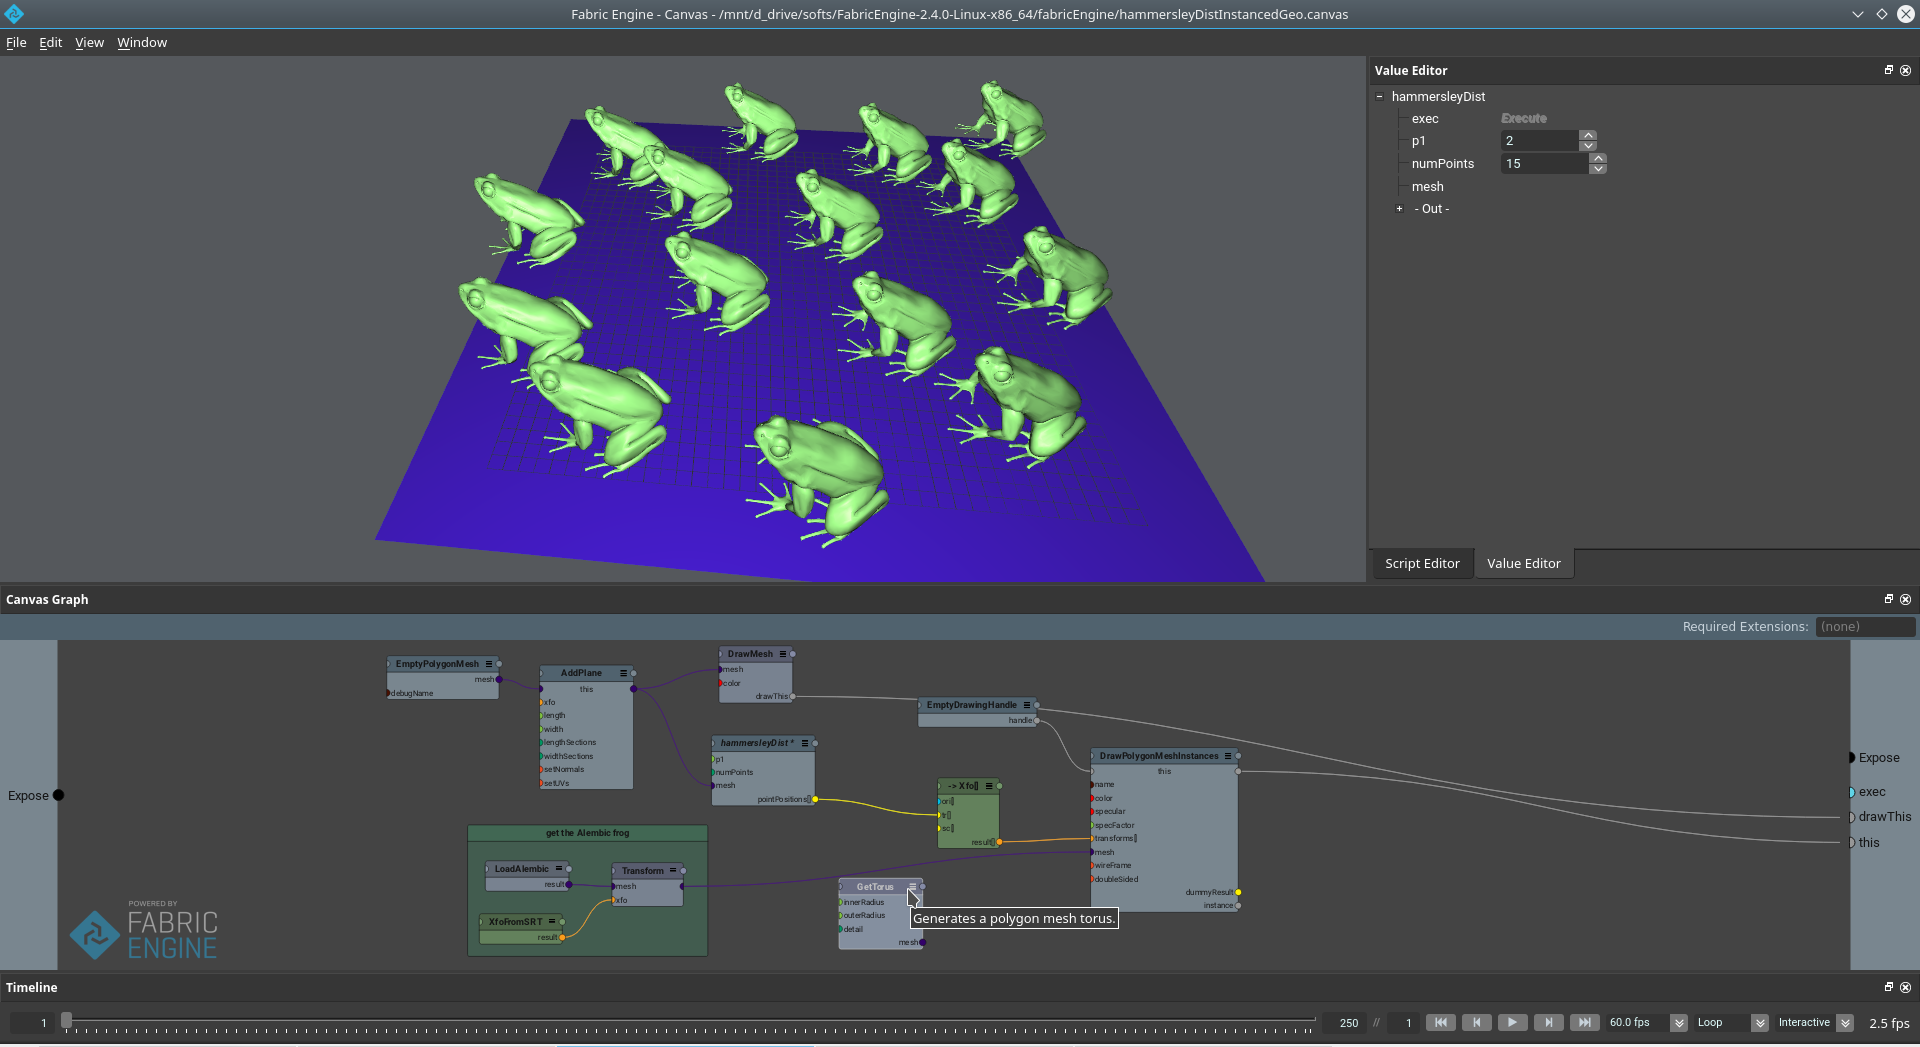 Fabric Engine - Canvas - /mnt/d_drive/softs/FabricEngine-2.4.0-Linux-x86_64/fabricEngine/hammersleyDistInstancedGeo.canvas
File Edit View Window
Value Editor
hammersleyDist
exec Execute
p1 2
numPoints 15
mesh
- Out -
Script Editor Value Editor
Canvas Graph
Required Extensions: (none)
Expose
EmptyPolygonMesh
mesh
debugName
AddPlane
this
xfo
length
width
lengthSections
widthSections
setNormals
setUVs
DrawMesh
mesh
color
drawThis
hammersleyDist *
p1
numPoints
mesh
pointPositions[]
EmptyDrawingHandle
handle
-> Xfo[]
ori[]
tr[]
sc[]
result[]
DrawPolygonMeshInstances
this
name
color
specular
specFactor
transforms[]
mesh
wireFrame
doubleSided
dummyResult
instance
get the Alembic frog
LoadAlembic
result
Transform
mesh
xfo
XfoFromSRT
result
GetTorus
innerRadius
outerRadius
detail
mesh
Generates a polygon mesh torus.
Expose
exec
drawThis
this
POWERED BY
FABRIC
ENGINE
Timeline
1 250 // 1 60.0 fps Loop Interactive 2.5 fps